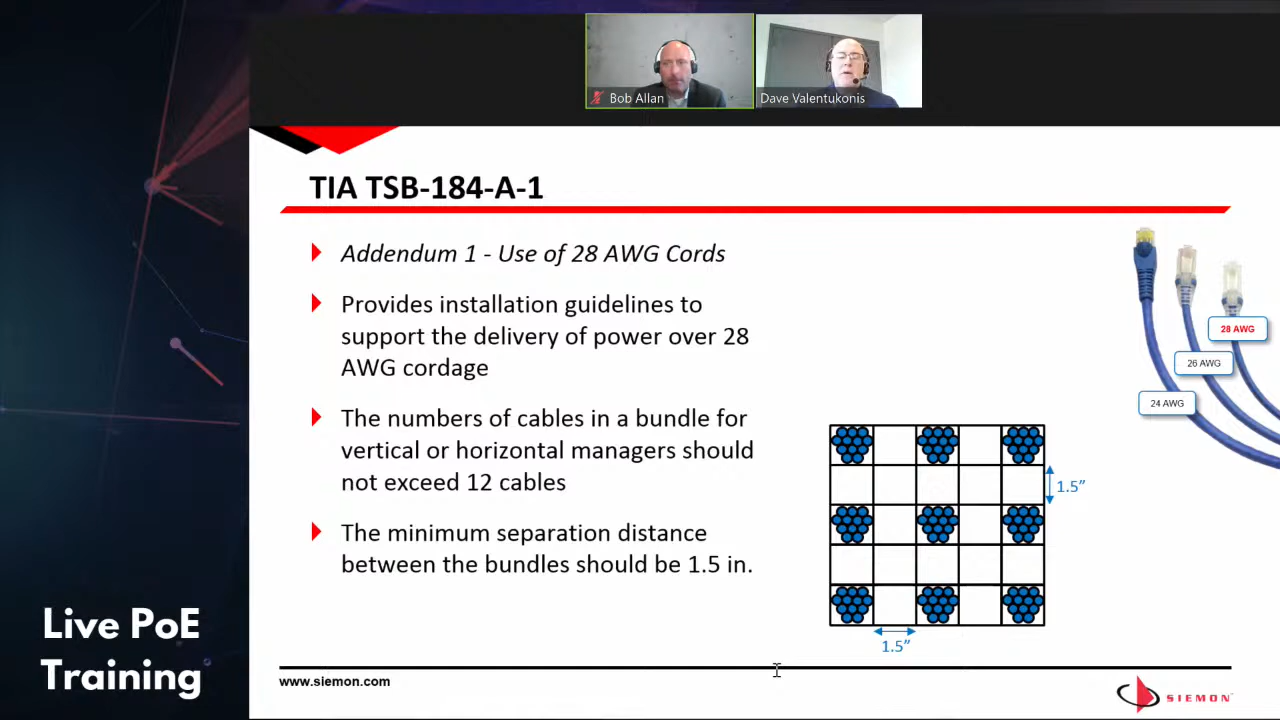 Bob Allan
Dave Valentukonis
TIA TSB-184-A-1
Addendum 1 - Use of 28 AWG Cords
Provides installation guidelines to
support the delivery of power over 28
AWG cordage
The numbers of cables in a bundle for
vertical or horizontal managers should
not exceed 12 cables
The minimum separation distance
between the bundles should be 1.5 in.
28 AWG
26 AWG
24 AWG
1.5”
1.5”
Live PoE
Training
www.siemon.com
SIEMON